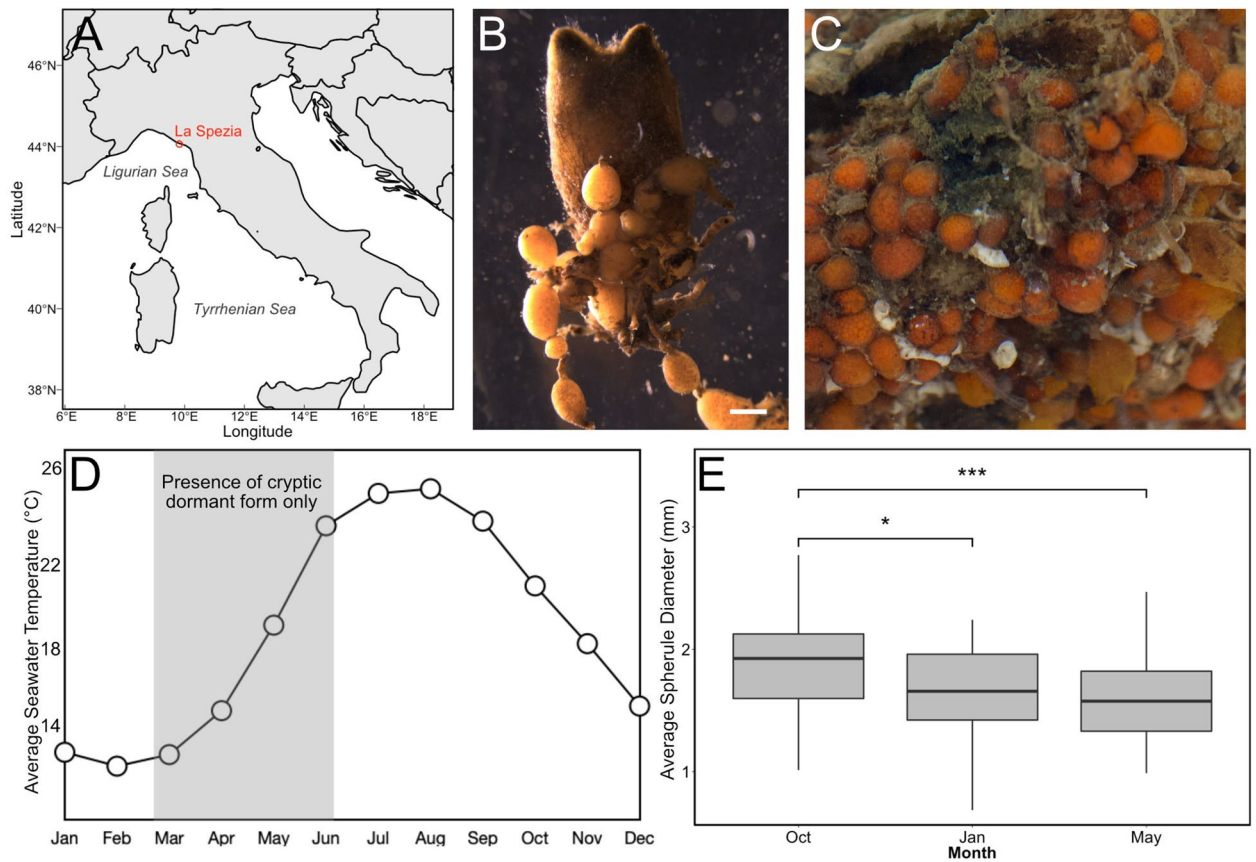 A
46°N
44°N
42°N
40°N
38°N
Latitude
La Spezia
Ligurian Sea
Tyrrhenian Sea
6°E 8°E 10°E 12°E 14°E 16°E 18°E
Longitude
B
C
D
Presence of cryptic
dormant form only
Average Seawater Temperature (°C)
26
22
18
14
Jan Feb Mar Apr May Jun Jul Aug Sep Oct Nov Dec
E
***
*
Average Spherule Diameter (mm)
3
2
1
Oct Jan May
Month